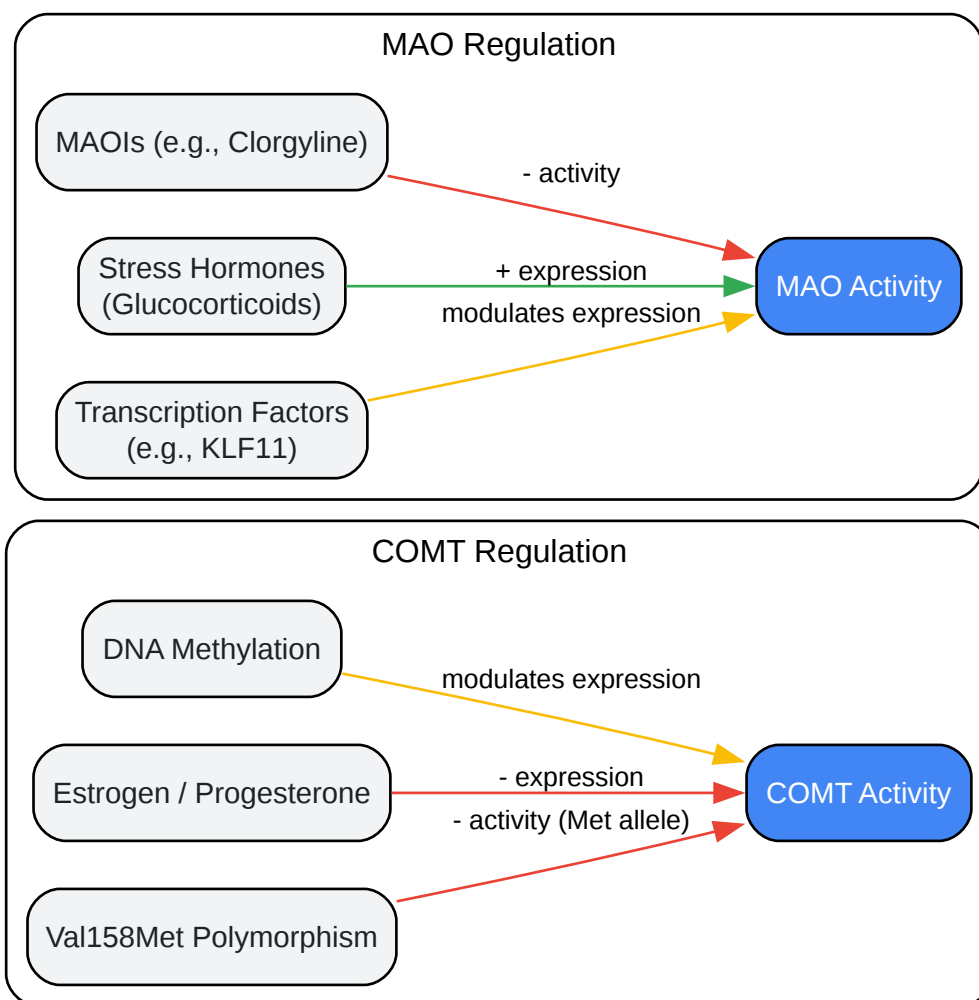 MAO Regulation
MAOIs (e.g., Clorgyline)
- activity
Stress Hormones
(Glucocorticoids)
+ expression
MAO Activity
modulates expression
Transcription Factors
(e.g., KLF11)
COMT Regulation
DNA Methylation
modulates expression
Estrogen / Progesterone
- expression
COMT Activity
- activity (Met allele)
Val158Met Polymorphism